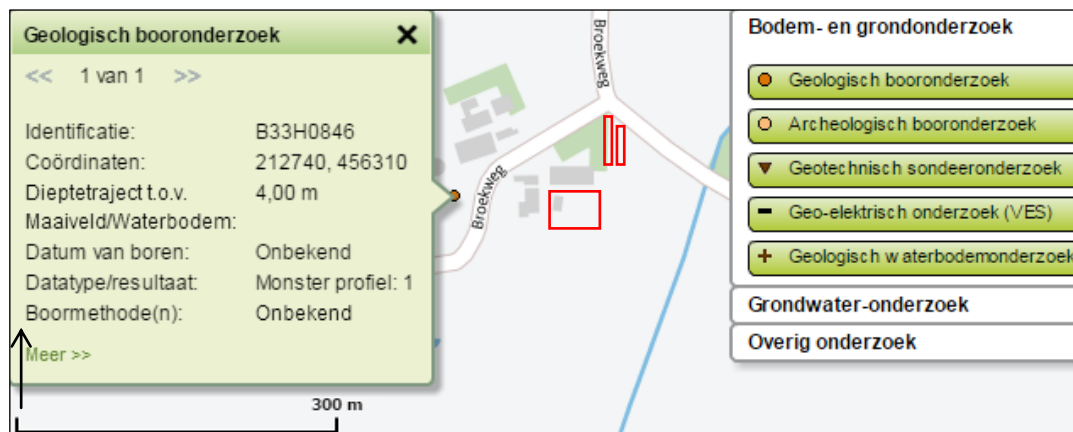 Geologisch booronderzoek
<< 1 van 1 >>
Identificatie: B33H0846
Coördinaten: 212740, 456310
Dieptetraject t.o.v. 4,00 m
Maaiveld/Waterbodem:
Datum van boren: Onbekend
Datatype/resultaat: Monster profiel: 1
Boormethode(n): Onbekend
Meer >>
300 m
Broekweg
Broekweg
Bodem- en grondonderzoek
Geologisch booronderzoek
Archeologisch booronderzoek
Geotechnisch sondeeronderzoek
Geo-elektrisch onderzoek (VES)
Geologisch waterbodemonderzoek
Grondwater-onderzoek
Overig onderzoek